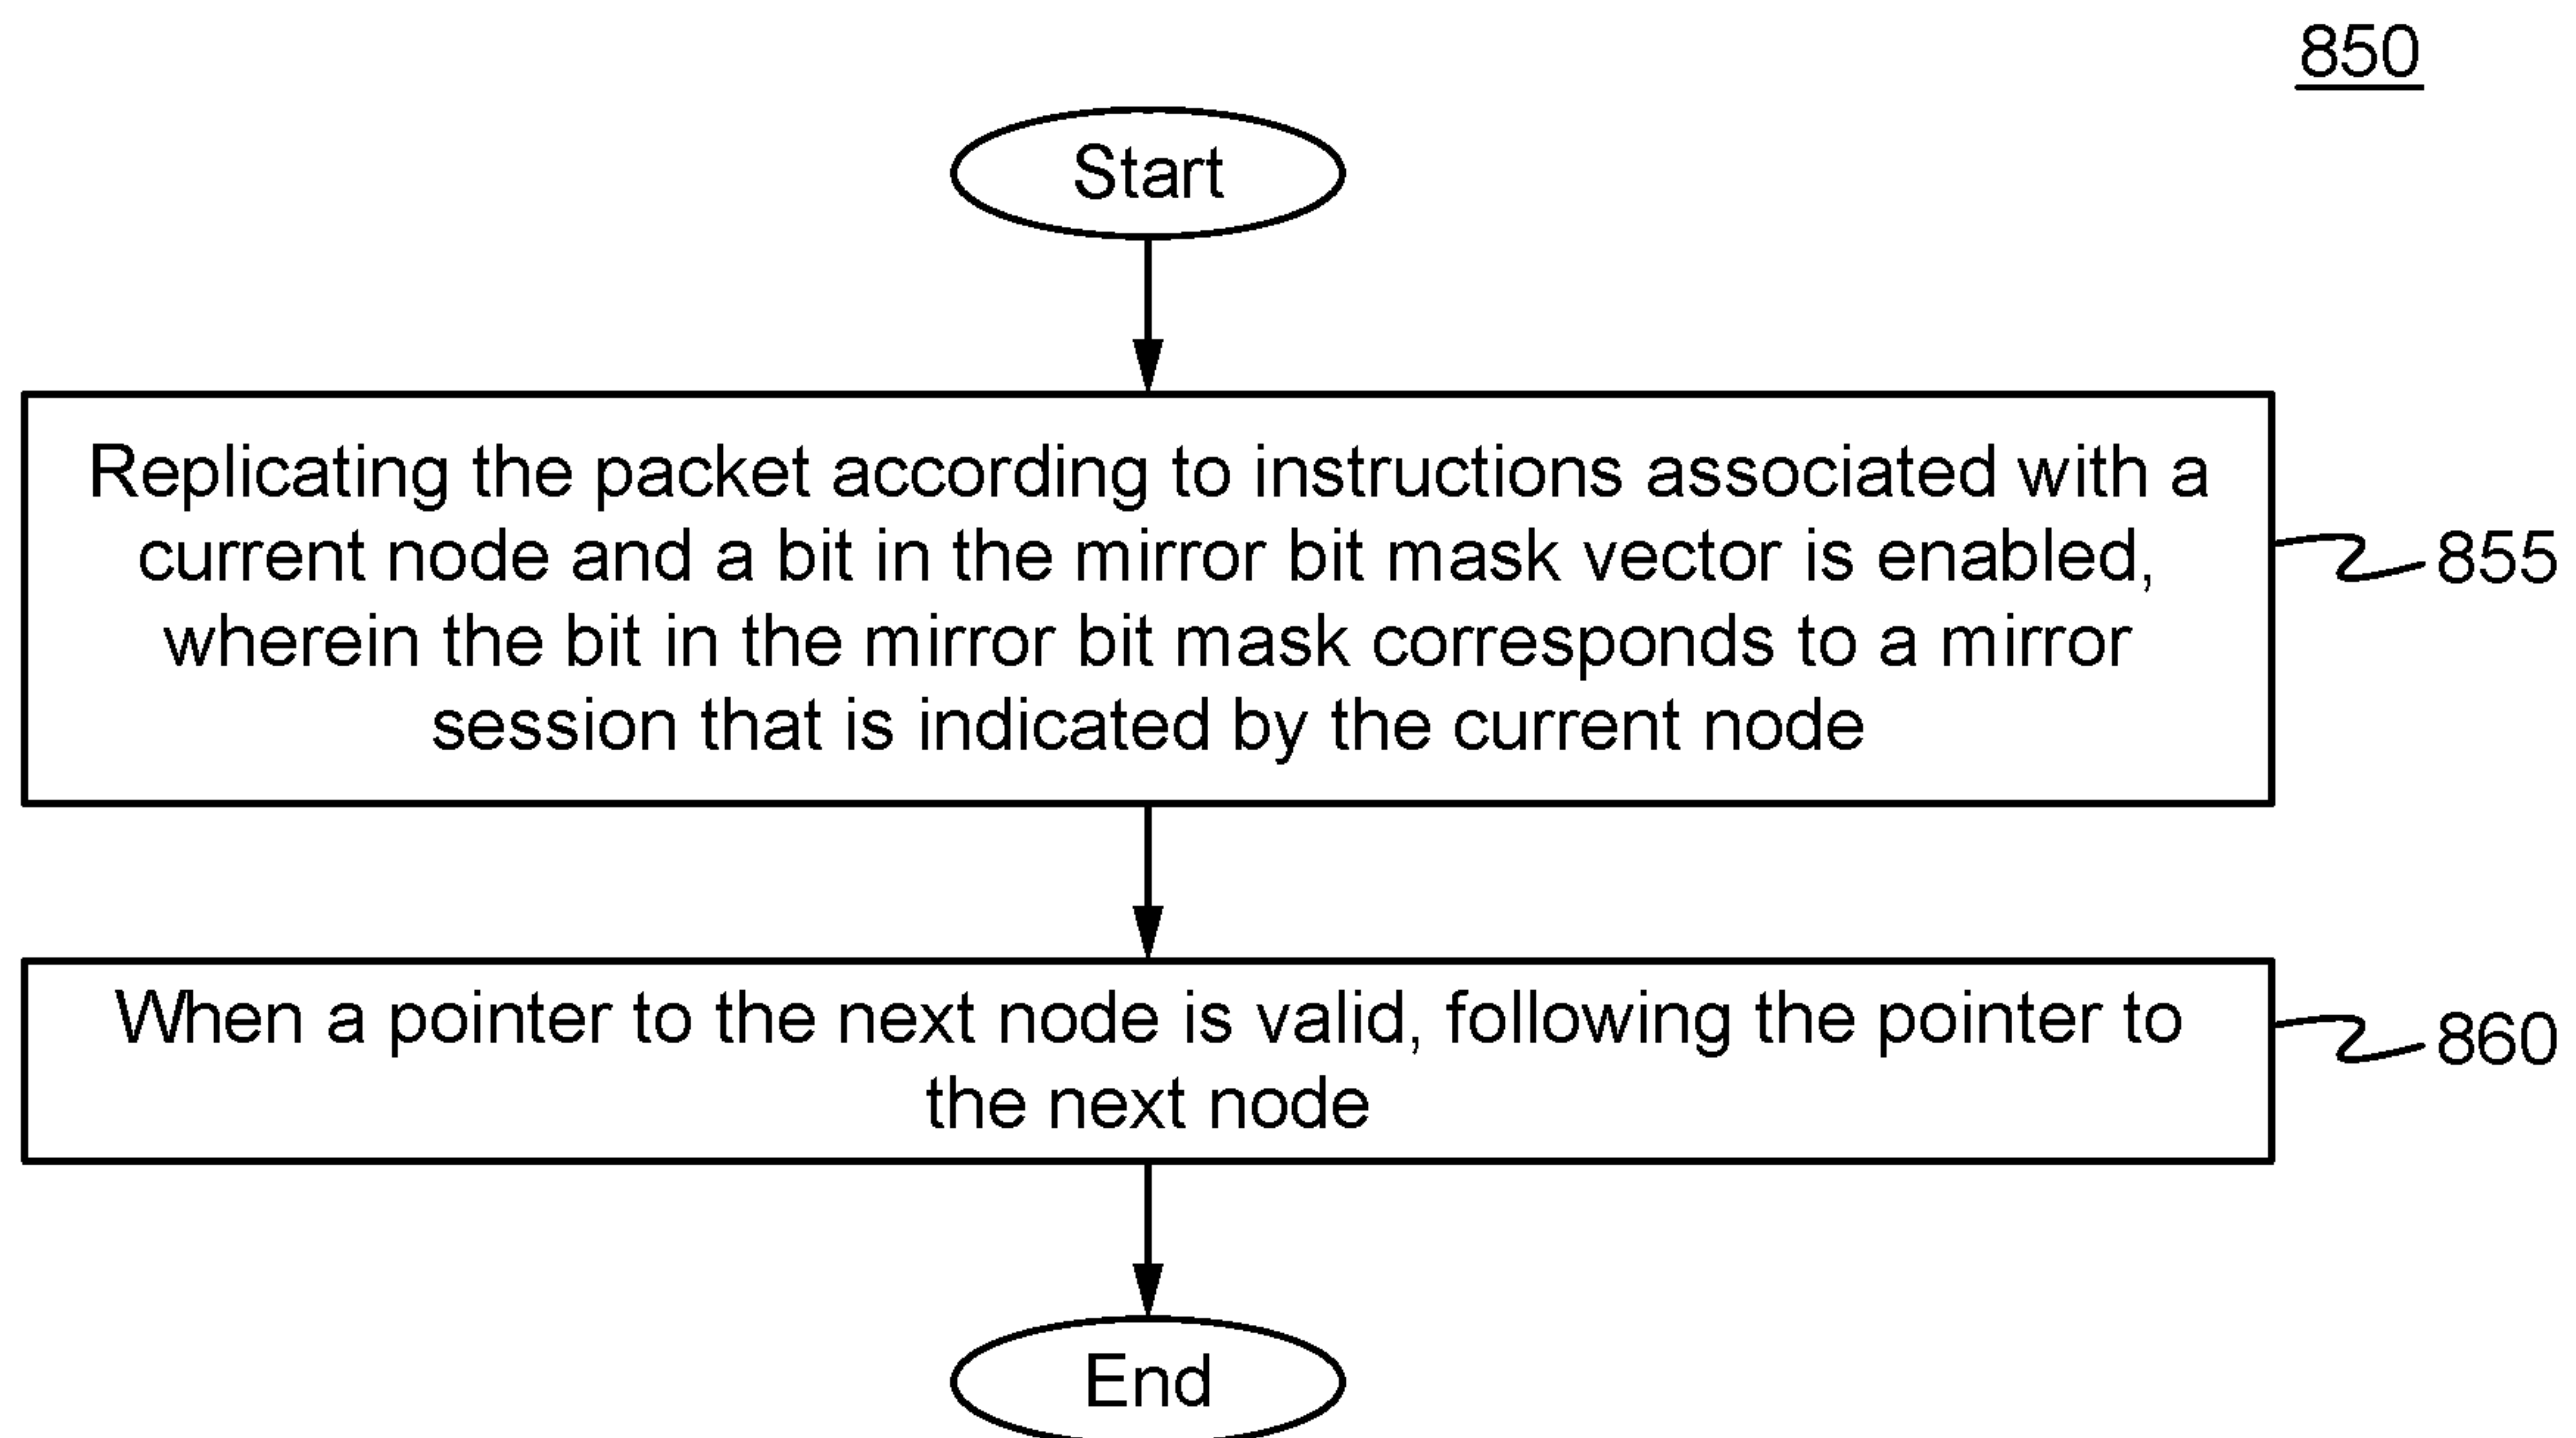 850
Start
Replicating the packet according to instructions associated with a
current node and a bit in the mirror bit mask vector is enabled,
wherein the bit in the mirror bit mask corresponds to a mirror
session that is indicated by the current node
855
When a pointer to the next node is valid, following the pointer to
the next node
860
End